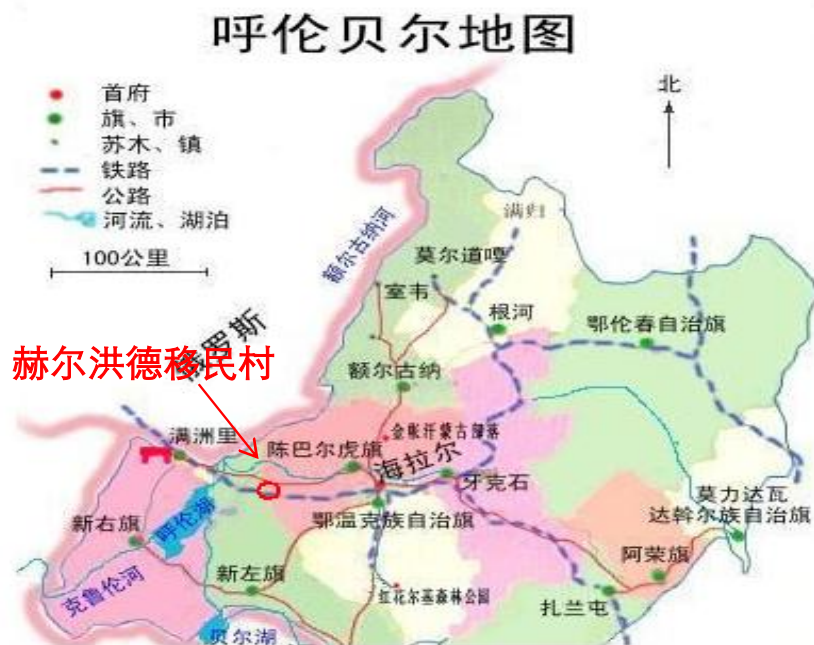 呼伦贝尔地图
首府
旗、市
苏木、镇
铁路
公路
河流、湖泊
100公里
北
满归
额尔古纳河
莫尔道嘎
室韦
根河
鄂伦春自治旗
俄罗斯
赫尔洪德移民村
额尔古纳
满洲里
陈巴尔虎旗
金帐汗蒙古部落
海拉尔
牙克石
莫力达瓦
达斡尔族自治旗
新右旗
呼伦湖
鄂温克族自治旗
阿荣旗
克鲁伦河
新左旗
红花尔基森林公园
扎兰屯
贝尔湖